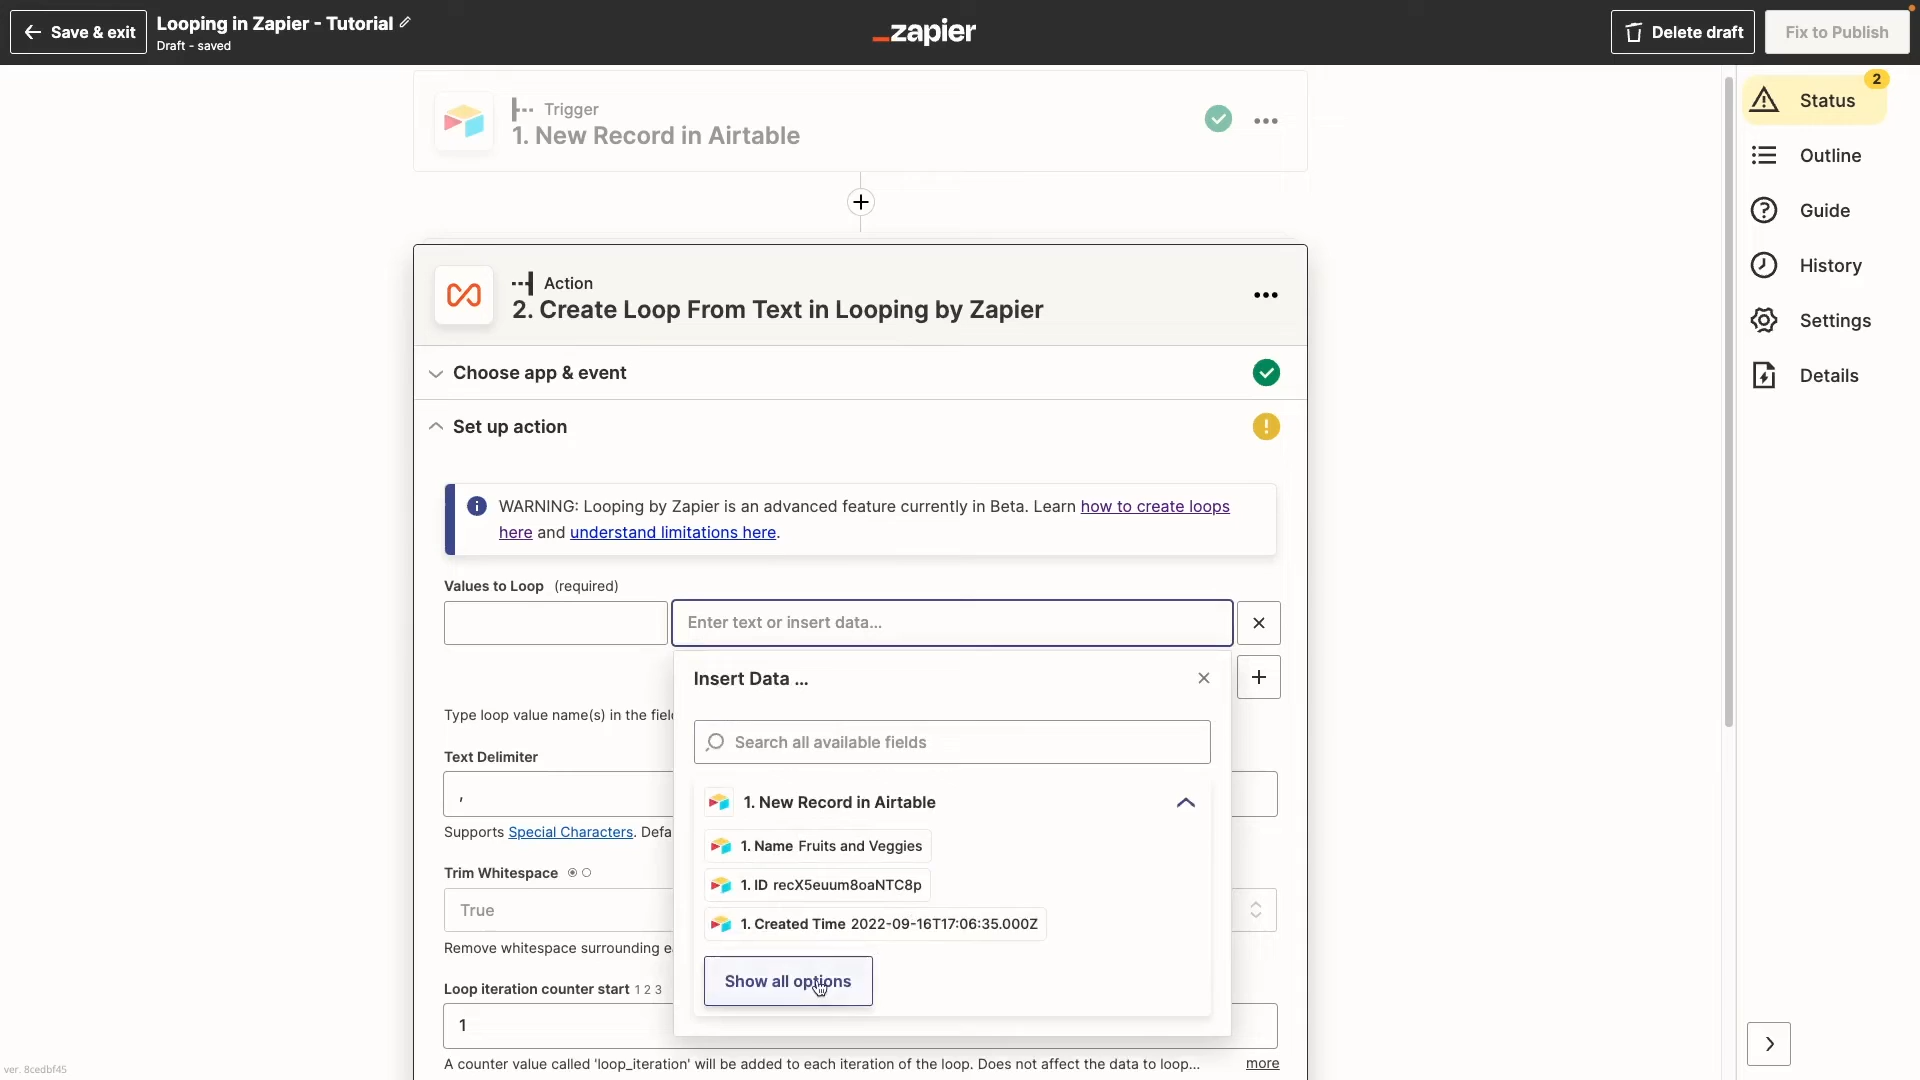 Save & exit
Looping in Zapier - Tutorial
Draft - saved
zapier
Delete draft
Fix to Publish
Trigger
1. New Record in Airtable
2
Status
Outline
Guide
History
Settings
Details
Action
2. Create Loop From Text in Looping by Zapier
Choose app & event
Set up action
WARNING: Looping by Zapier is an advanced feature currently in Beta. Learn how to create loops
here and understand limitations here.
Values to Loop (required)
Enter text or insert data...
Insert Data ...
Type loop value name(s) in the
Search all available fields
Text Delimiter
,
1. New Record in Airtable
Supports Special Characters.
1. Name Fruits and Veggies
Trim Whitespace
1. ID recX5euum8oaNTC8p
True
1. Created Time 2022-09-16T17:06:35.000Z
Remove whitespace surrounding
Show all options
Loop iteration counter start 1 2 3
1
A counter value called 'loop_iteration' will be added to each iteration of the loop. Does not affect the data to loop... more
ver. 8cedbf45